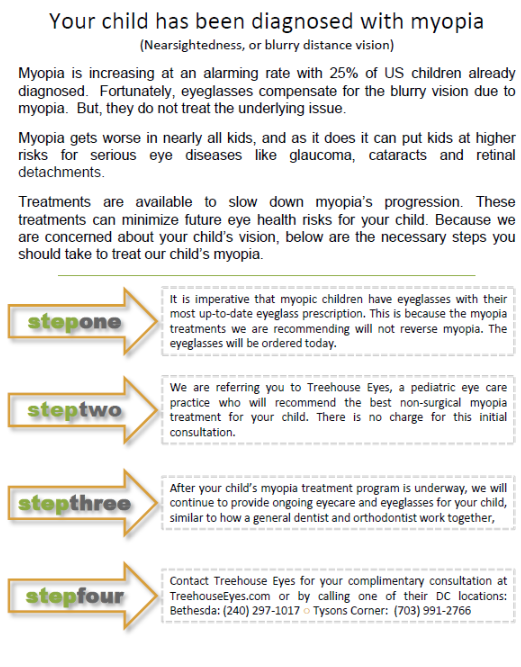 Your child has been diagnosed with myopia
(Nearsightedness, or blurry distance vision)
Myopia is increasing at an alarming rate with 25% of US children already
diagnosed. Fortunately, eyeglasses compensate for the blurry vision due to
myopia. But, they do not treat the underlying issue.
Myopia gets worse in nearly all kids, and as it does it can put kids at higher
risks for serious eye diseases like glaucoma, cataracts and retinal
detachments.
Treatments are available to slow down myopia's progression. These
treatments can minimize future eye health risks for your child. Because we
are concerned about your child's vision, below are the necessary steps you
should take to treat our child's myopia.
stepone
It is imperative that myopic children have eyeglasses with their
most up-to-date eyeglass prescription. This is because the myopia
treatments we are recommending will not reverse myopia. The
eyeglasses will be ordered today.
steptwo
We are referring you to Treehouse Eyes, a pediatric eye care
practice who will recommend the best non-surgical myopia
treatment for your child. There is no charge for this initial
consultation.
stepthree
After your child's myopia treatment program is underway, we will
continue to provide ongoing eyecare and eyeglasses for your child,
similar to how a general dentist and orthodontist work together,
stepfour
Contact Treehouse Eyes for your complimentary consultation at
TreehouseEyes.com or by calling one of their DC locations:
Bethesda: (240) 297-1017 ○ Tysons Corner: (703) 991-2766